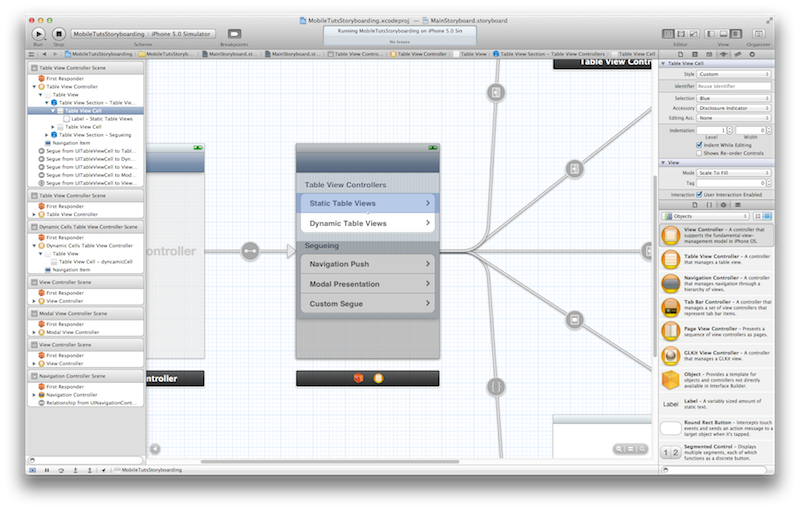 MobileTutsStoryboarding.xcodeproj — MainStoryboard.storyboard
Run
Stop
MobileTutsStoryboarding
iPhone 5.0 Simulator
Scheme
Breakpoints
Running MobileTutsStoryboarding on iPhone 5.0 Sim
No Issues
Editor
View
Organizer
MobileTutsStoryboarding
MobileTutsStory...
MainStoryboard.st...
MainStoryboard.st...
Table View Cont...
Table View
Table View Section - Table View Controllers
Table View Cell
Table View Controller Scene
First Responder
Table View Controller
Table View
Table View Section - Table Vie...
Table View Cell
Label - Static Table Views
Table View Cell
Table View Section - Segueing
Navigation Item
Segue from UITableViewCell to Tabl...
Segue from UITableViewCell to Dyn...
Segue from UITableViewCell to View...
Segue from UITableViewCell to Mod...
Segue from UITableViewCell to View...
Table View Controller Scene
First Responder
Table View Controller
Dynamic Cells Table View Controller Scene
First Responder
Dynamic Cells Table View Controller
Table View
Table View Cell - dyncamicCell
Navigation Item
View Controller Scene
First Responder
View Controller
Modal View Controller Scene
First Responder
Modal View Controller
View Controller Scene
First Responder
View Controller
Navigation Controller Scene
First Responder
Navigation Controller
Relationship from UINavigationCont...
MobileTutsStoryboarding
ontroller
ontroller
Table View Controllers
Static Table Views
Dynamic Table Views
Segueing
Navigation Push
Modal Presentation
Custom Segue
Table View Contr
Table View Cell
Style Custom
Identifier Reuse Identifier
Selection Blue
Accessory Disclosure Indicator
Editing Acc. None
Indentation 1 0
Level Width
Indent While Editing
Shows Re-order Controls
View
Mode Scale To Fill
Tag 0
Interaction User Interaction Enabled
Objects
View Controller - A controller that
supports the fundamental view-
management model in iPhone OS.
Table View Controller - A controller
that manages a table view.
Navigation Controller - A controller
that manages navigation through a
hierarchy of views.
Tab Bar Controller - A controller that
manages a set of view controllers that
represent tab bar items.
Page View Controller - Presents a
sequence of view controllers as pages.
GLKit View Controller - A controller
that manages a GLKit view.
Object - Provides a template for
objects and controllers not directly
available in Interface Builder.
Label
Label - A variably sized amount of
static text.
Round Rect Button - Intercepts touch
events and sends an action message to a
target object when it's tapped.
1 2
Segmented Control - Displays
multiple segments, each of which
functions as a discrete button.